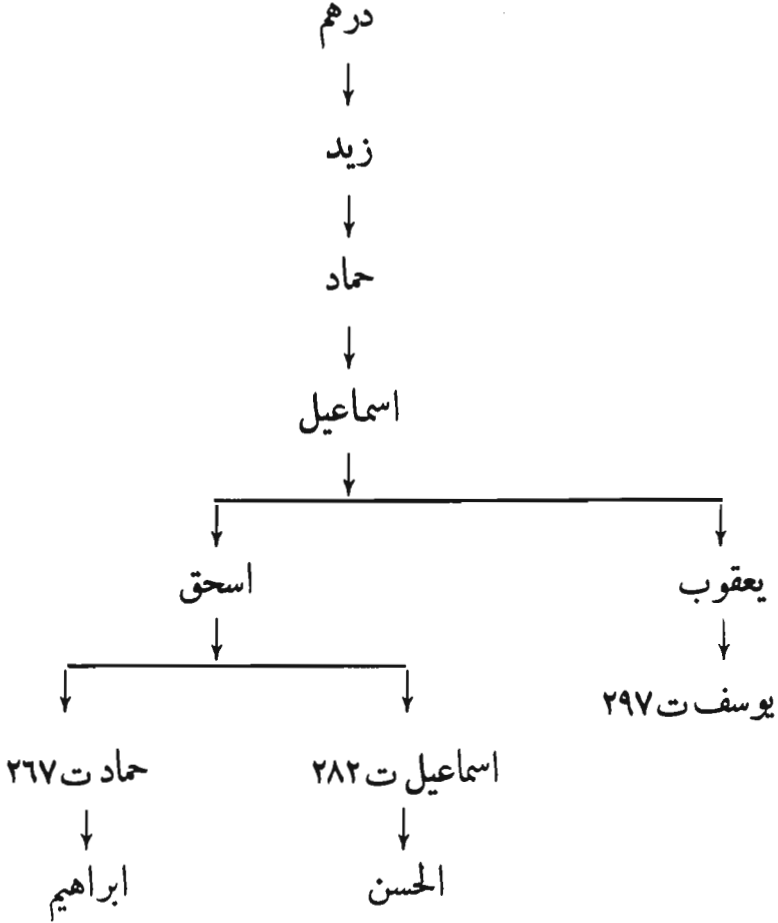 درهم
زيد
حماد
اسماعيل
يعقوب
اسحق
يوسف ت ٢٩٧
اسماعيل ت ٢٨٢
حماد ت ٢٦٧
الحسن
ابراهيم